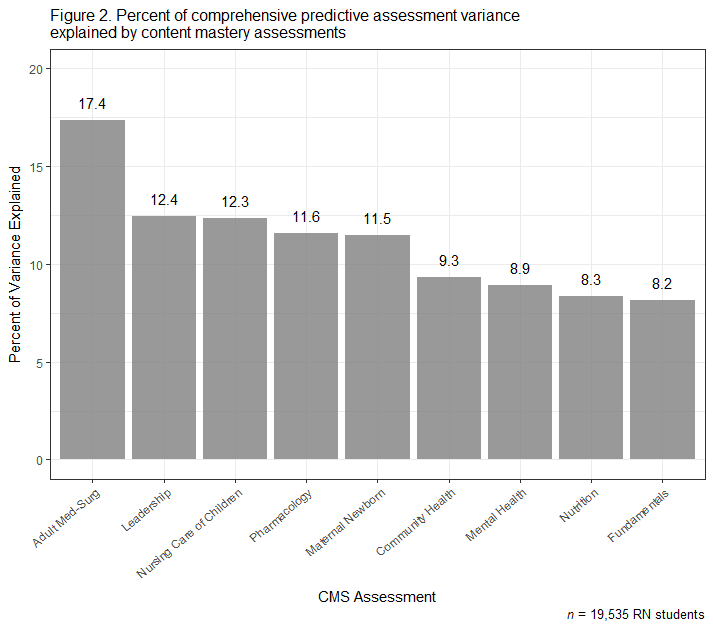 Figure 2. Percent of comprehensive predictive assessment variance
explained by content mastery assessments
Percent of Variance Explained
20
15
10
5
0
17.4
12.4
12.3
11.6
11.5
9.3
8.9
8.3
8.2
Adult Med-Surg
Leadership
Nursing Care of Children
Pharmacology
Maternal Newborn
Community Health
Mental Health
Nutrition
Fundamentals
CMS Assessment
n = 19,535 RN students